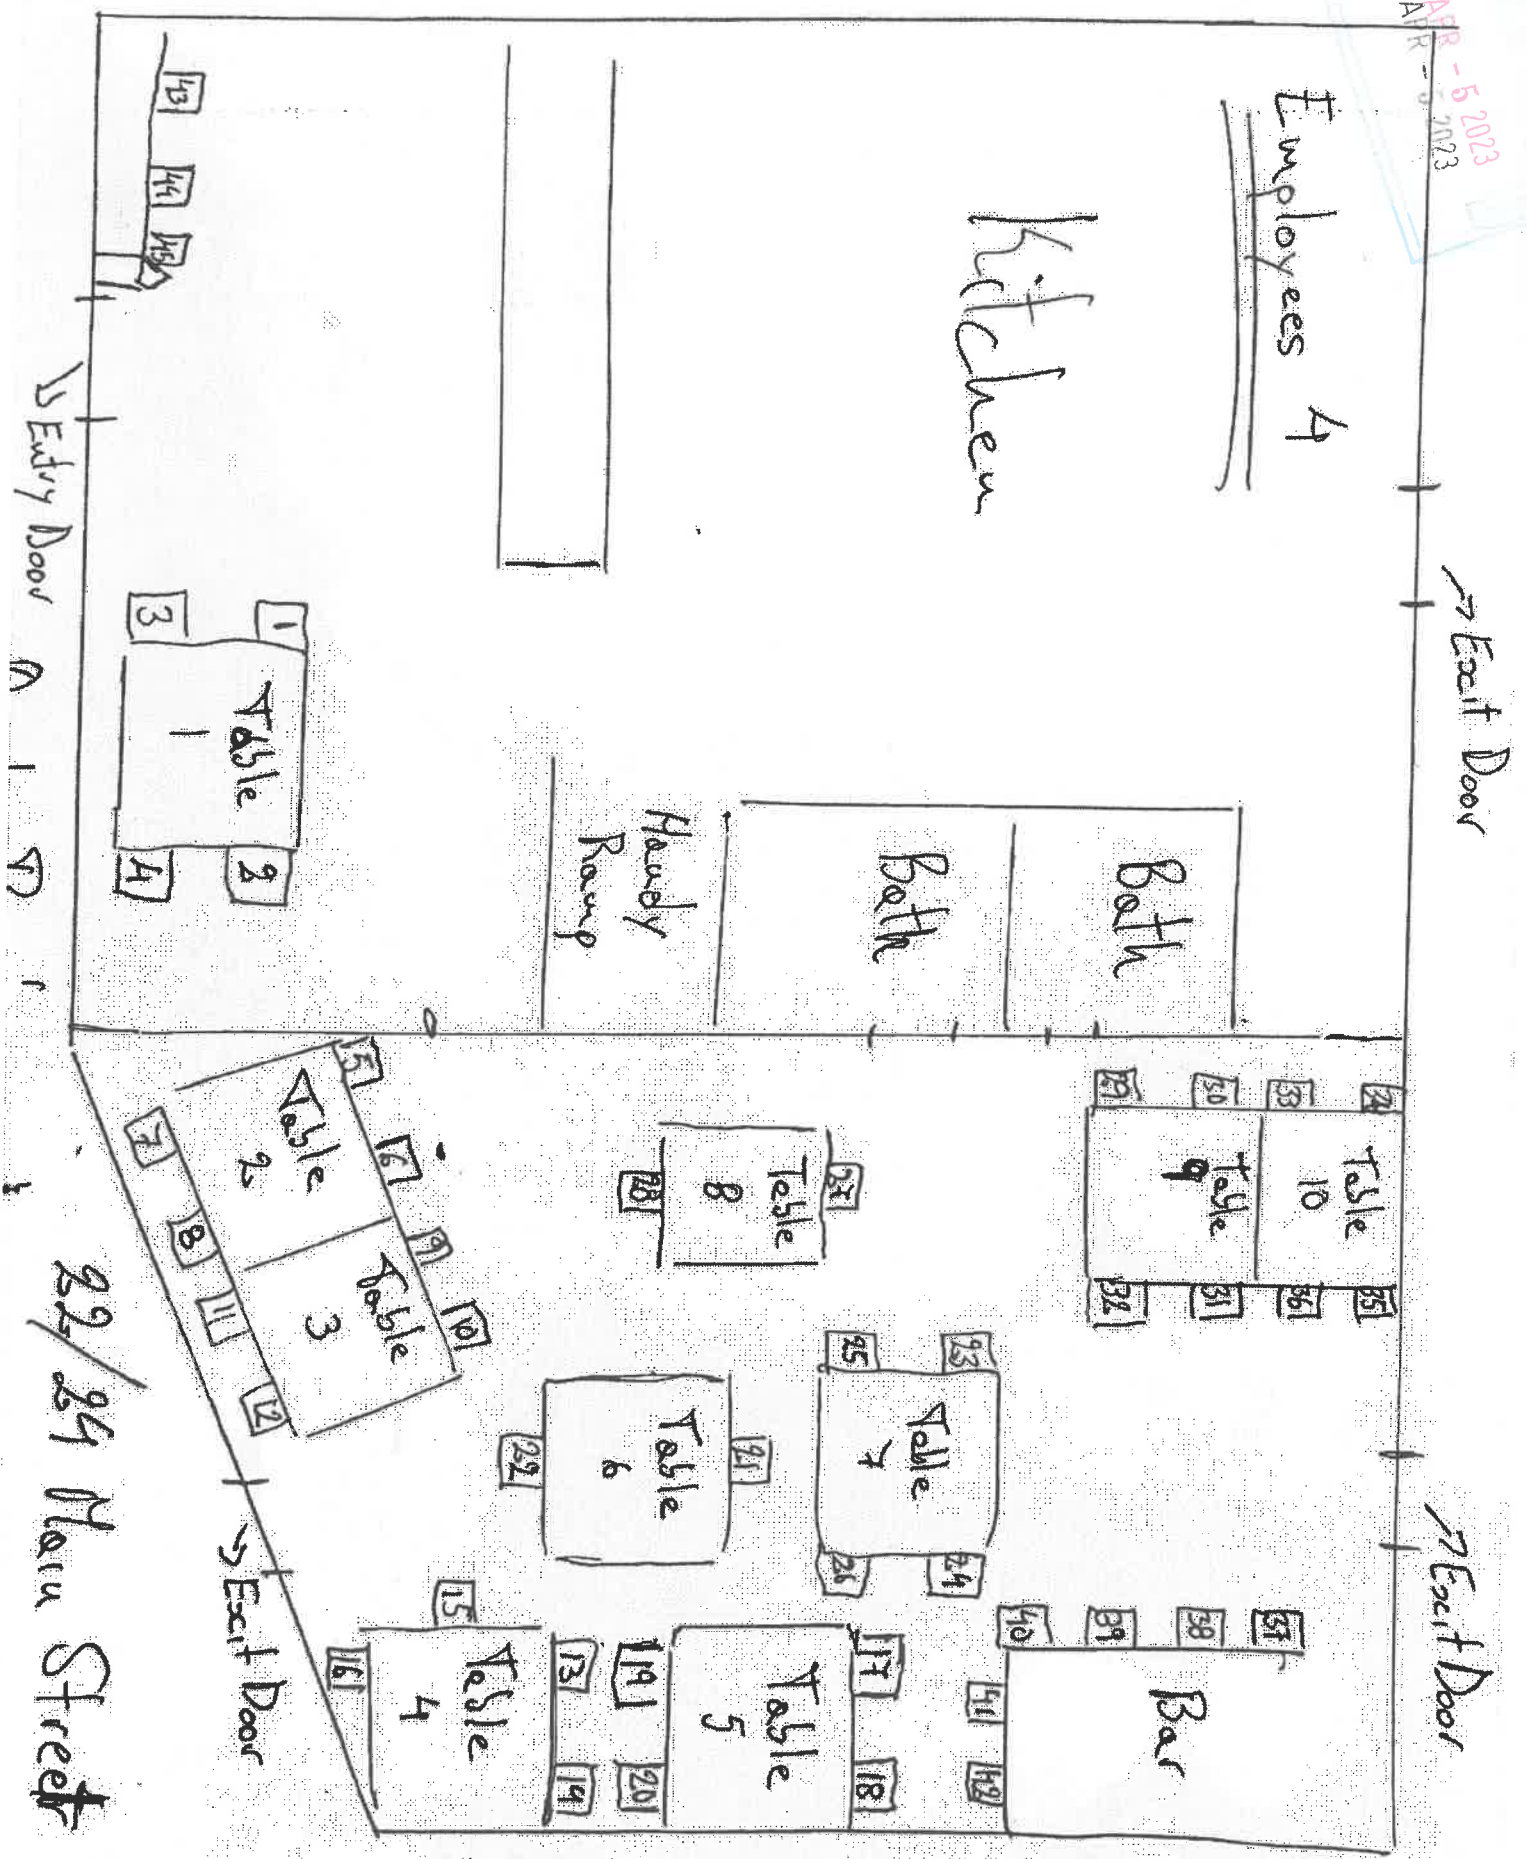 APR - 5 2023
APR - 5 2023
Employees 4
Kitchen
→ Exit Door
→ Exit Door
Bath
Bath
Handy
Ramp
43
44
45
Entry Door
1
3
Table
1
2
4
29
30
33
Table
10
Table
9
32
31
36
35
27
Table
8
28
5
6
9
10
Table
2
Table
3
7
8
11
12
23
25
Table
7
24
26
21
Table
6
22
37
38
39
40
Bar
41
42
17
18
Table
5
19
20
13
14
Table
4
15
16
→ Exit Door
22/24 Main Street